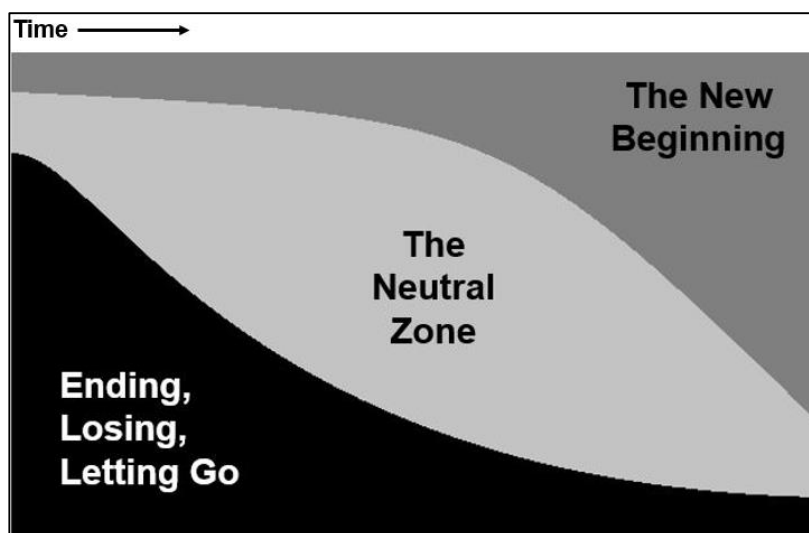 Time
The New
Beginning
The
Neutral
Zone
Ending,
Losing,
Letting Go